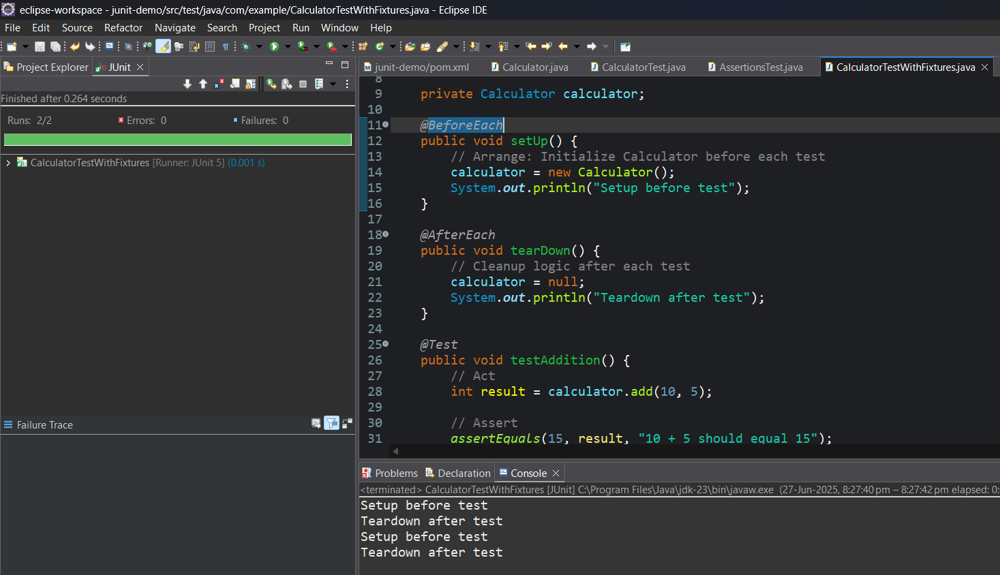 eclipse-workspace - junit-demo/src/test/java/com/example/CalculatorTestWithFixtures.java - Eclipse IDE
File Edit Source Refactor Navigate Search Project Run Window Help
Project Explorer JUnit
Finished after 0.264 seconds
Runs: 2/2 Errors: 0 Failures: 0
CalculatorTestWithFixtures [Runner: JUnit 5] (0.001 s)
Failure Trace
junit-demo/pom.xml Calculator.java CalculatorTest.java AssertionsTest.java CalculatorTestWithFixtures.java
8
9 private Calculator calculator;
10
11 @BeforeEach
12 public void setUp() {
13 // Arrange: Initialize Calculator before each test
14 calculator = new Calculator();
15 System.out.println("Setup before test");
16 }
17
18 @AfterEach
19 public void tearDown() {
20 // Cleanup logic after each test
21 calculator = null;
22 System.out.println("Teardown after test");
23 }
24
25 @Test
26 public void testAddition() {
27 // Act
28 int result = calculator.add(10, 5);
29
30 // Assert
31 assertEquals(15, result, "10 + 5 should equal 15");
Problems Declaration Console
<terminated> CalculatorTestWithFixtures [JUnit] C:\Program Files\Java\jdk-23\bin\javaw.exe (27-Jun-2025, 8:27:40 pm – 8:27:42 pm elapsed: 0:
Setup before test
Teardown after test
Setup before test
Teardown after test